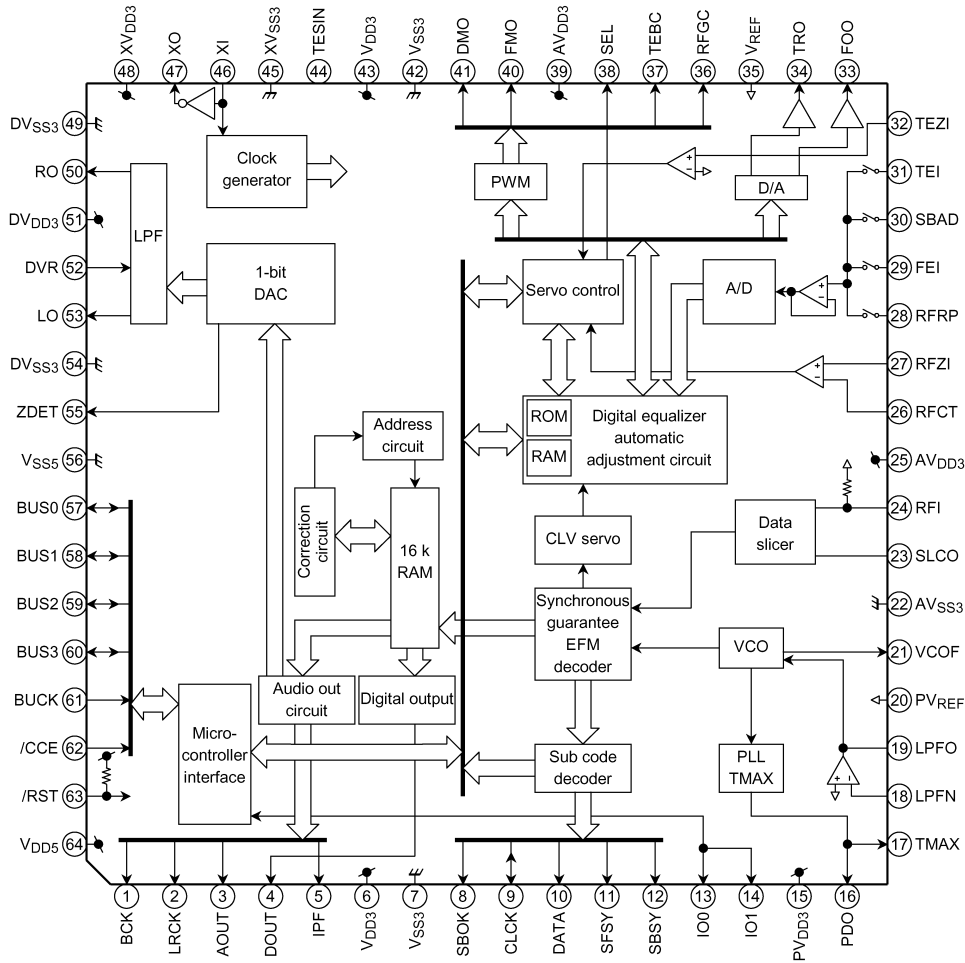 XVDD3
XO
XI
XVSS3
TESIN
VDD3
VSS3
DMO
FMO
AVDD3
SEL
TEBC
RFGC
VREF
TRO
FOO
48
47
46
45
44
43
42
41
40
39
38
37
36
35
34
33
DVSS3 49
RO 50
DVDD3 51
DVR 52
LO 53
DVSS3 54
ZDET 55
VSS5 56
BUS0 57
BUS1 58
BUS2 59
BUS3 60
BUCK 61
/CCE 62
/RST 63
VDD5 64
32 TEZI
31 TEI
30 SBAD
29 FEI
28 RFRP
27 RFZI
26 RFCT
25 AVDD3
24 RFI
23 SLCO
22 AVSS3
21 VCOF
20 PVREF
19 LPFO
18 LPFN
17 TMAX
Clock
generator
LPF
1-bit
DAC
PWM
D/A
+
−
Servo control
A/D
+
−
+
−
ROM
RAM
Digital equalizer
automatic
adjustment circuit
Address
circuit
Correction
circuit
16 k
RAM
CLV servo
Data
slicer
Synchronous
guarantee
EFM
decoder
VCO
Audio out
circuit
Digital output
Micro-
controller
interface
Sub code
decoder
PLL
TMAX
+
−
1
2
3
4
5
6
7
8
9
10
11
12
13
14
15
16
BCK
LRCK
AOUT
DOUT
IPF
VDD3
VSS3
SBOK
CLCK
DATA
SFSY
SBSY
IO0
IO1
PVDD3
PDO